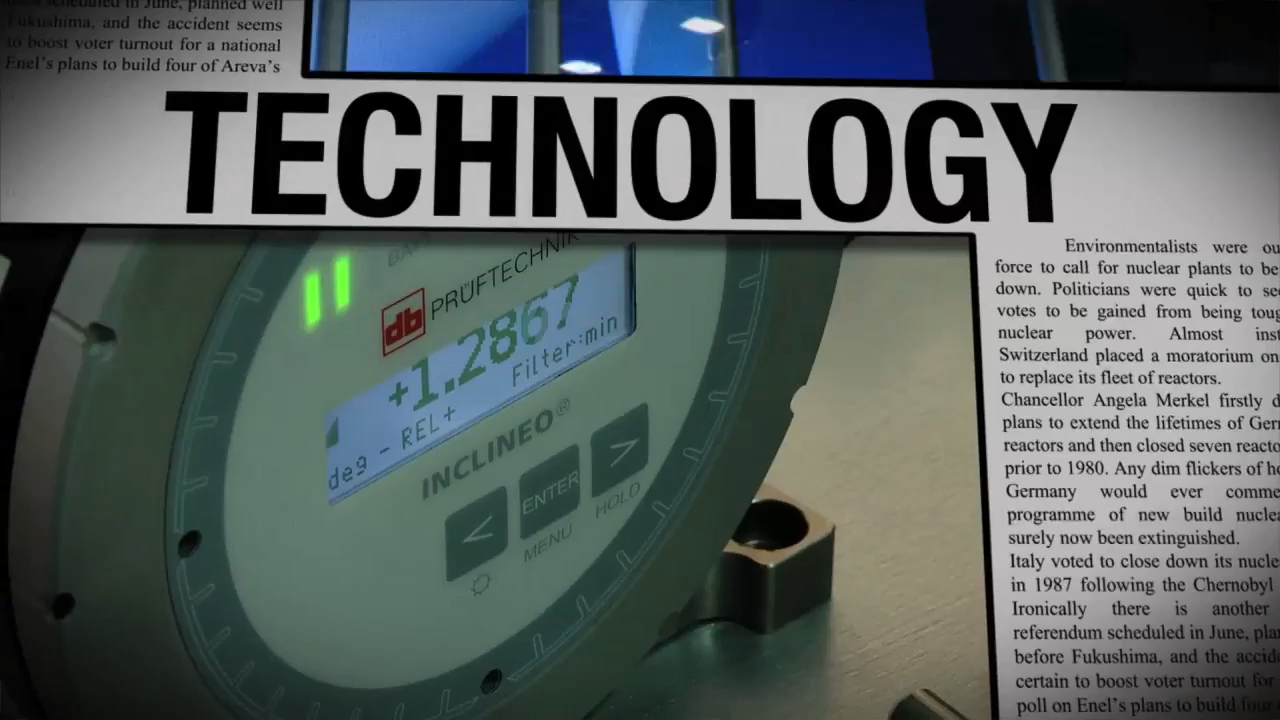 scheduled in June, planned well
Fukushima, and the accident seems
to boost voter turnout for a national
Enel's plans to build four of Areva's
TECHNOLOGY
db PRÜFTECHNIK
+1.2867
deg - REL+ Filter:min
INCLINEO®
< ENTER >
MENU HOLD
Environmentalists were
force to call for nuclear plants to be
down. Politicians were quick to
votes to be gained from being
nuclear power. Almost
Switzerland placed a moratorium on
to replace its fleet of reactors.
Chancellor Angela Merkel firstly
plans to extend the lifetimes of
reactors and then closed seven
prior to 1980. Any dim flickers of
Germany would ever
programme of new build
surely now been extinguished.
Italy voted to close down its
in 1987 following the Chernobyl
Ironically there is another
referendum scheduled in June,
before Fukushima, and the
certain to boost voter turnout for
poll on Enel's plans to build four